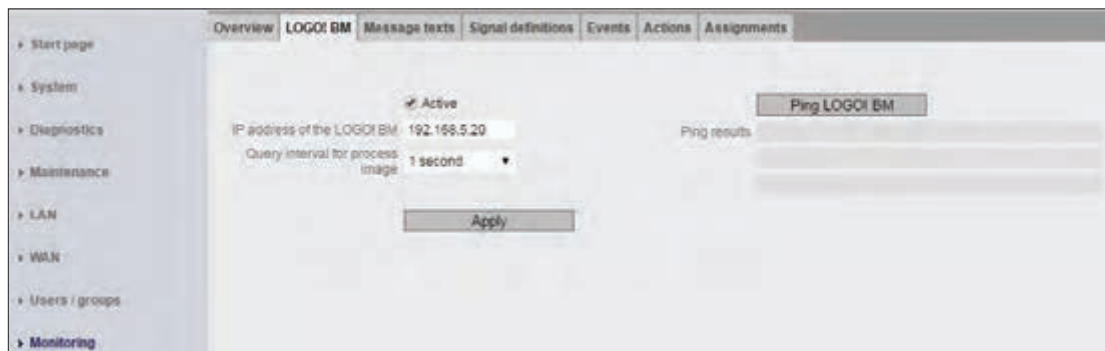 Overview LOGO! BM Message texts Signal definitions Events Actions Assignments
Start page
System
Diagnostics
Maintenance
LAN
WAN
Users / groups
Monitoring
Active
IP address of the LOGO! BM 192.168.5.20
Query interval for process
image
1 second
Apply
Ping LOGO! BM
Ping results